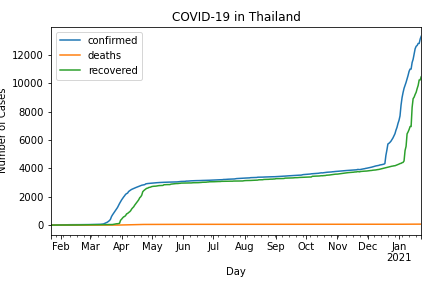 COVID-19 in Thailand
confirmed
deaths
recovered
12000
10000
8000
6000
4000
2000
0
Number of Cases
Feb Mar Apr May Jun Jul Aug Sep Oct Nov Dec Jan
2021
Day